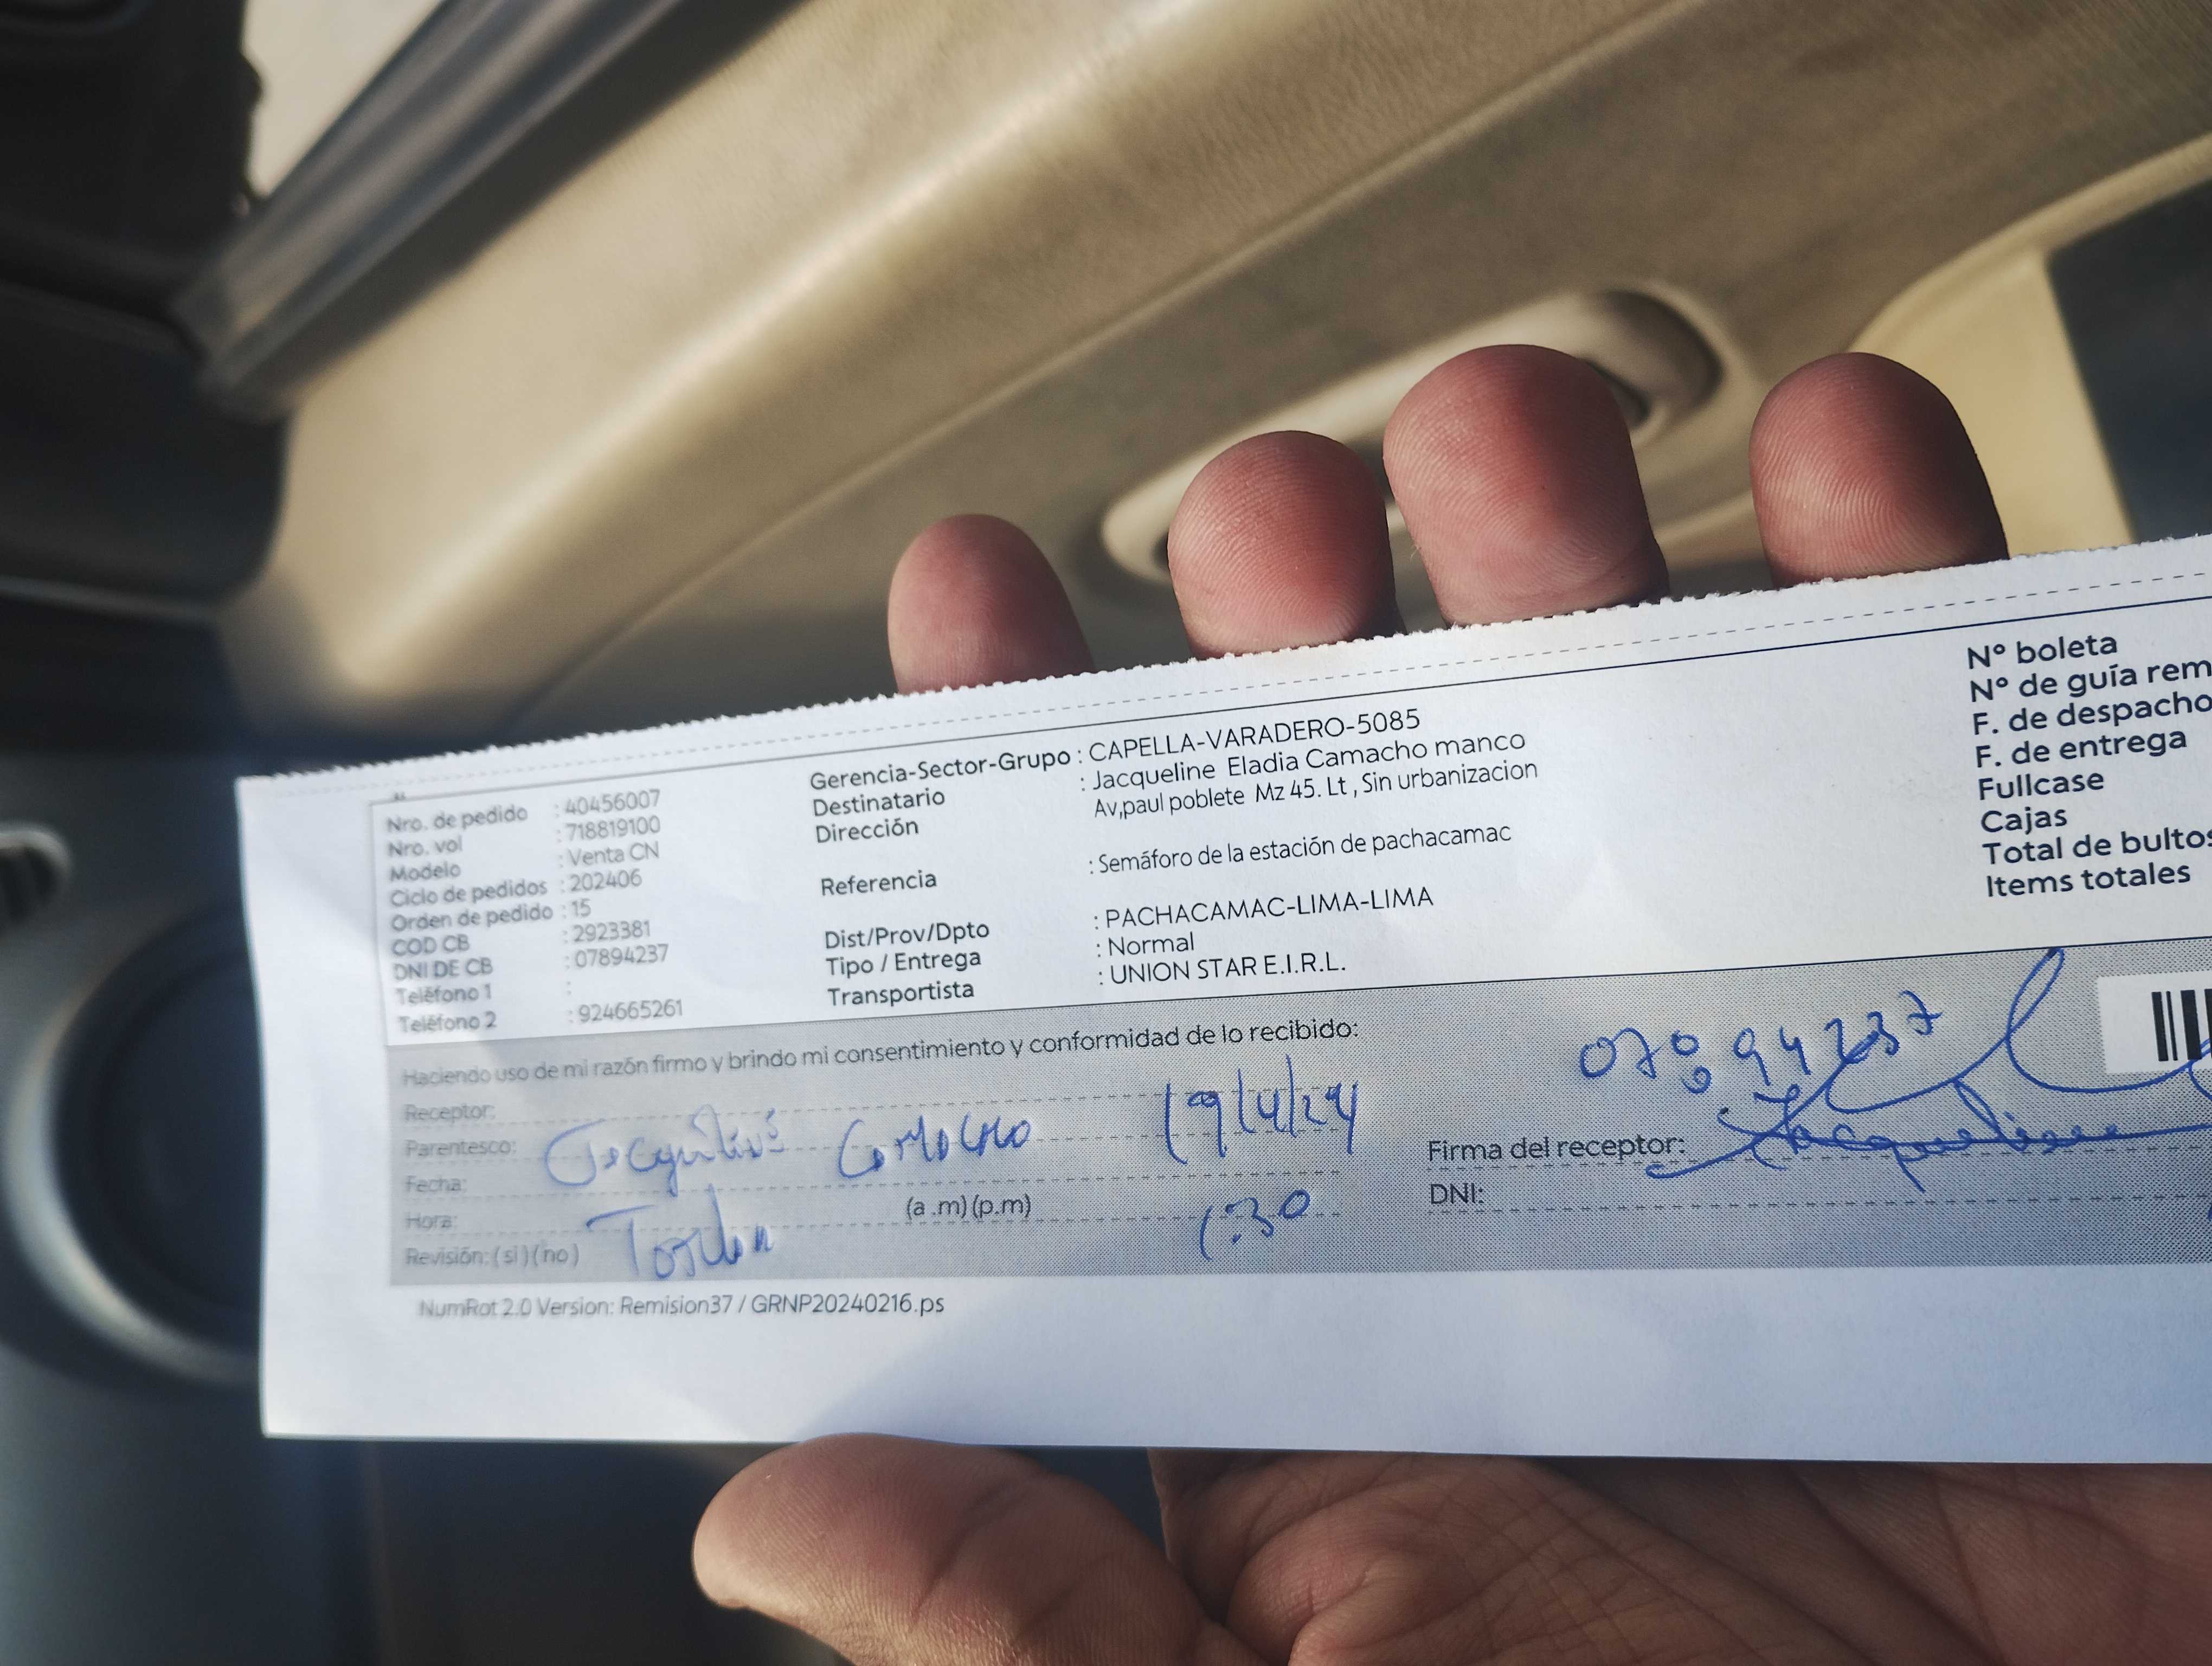 Nro. de pedido : 40456007
Nro. vol : 718819100
Modelo : Venta CN
Ciclo de pedidos : 202406
Orden de pedido : 15
COD CB : 2923381
DNI DE CB : 07894237
Teléfono 1 :
Teléfono 2 : 924665261
Gerencia-Sector-Grupo : CAPELLA-VARADERO-5085
Destinatario : Jacqueline Eladia Camacho manco
Dirección Av,paul poblete Mz 45. Lt , Sin urbanizacion
Referencia : Semáforo de la estación de pachacamac
Dist/Prov/Dpto : PACHACAMAC-LIMA-LIMA
Tipo / Entrega : Normal
Transportista : UNION STAR E.I.R.L.
N° boleta
N° de guía rem
F. de despacho
F. de entrega
Fullcase
Cajas
Total de bultos
Items totales
Haciendo uso de mi razón firmo y brindo mi consentimiento y conformidad de lo recibido:
Receptor:
Parentesco:
Fecha: 19/4/24
Hora: (a .m) (p.m) 1:30
Revisión: ( si ) ( no )
07894237
Firma del receptor: Jacqueline
DNI:
NumRot 2.0 Version: Remision37 / GRNP20240216.ps